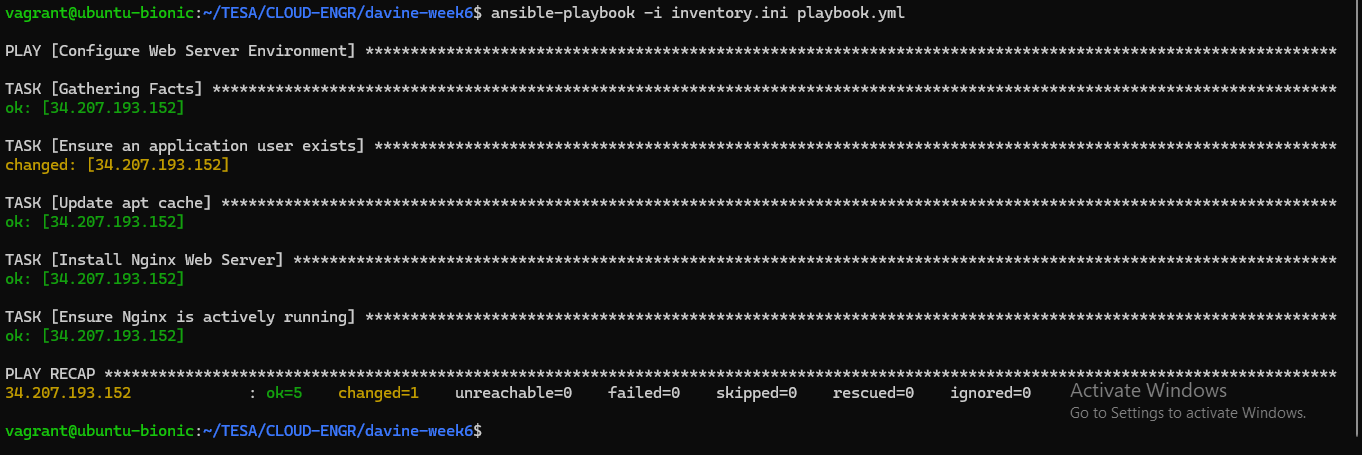 vagrant@ubuntu-bionic:~/TESA/CLOUD-ENGR/davine-week6$ ansible-playbook -i inventory.ini playbook.yml
PLAY [Configure Web Server Environment] ************************************************************************************************************
TASK [Gathering Facts] *****************************************************************************************************************************
ok: [34.207.193.152]
TASK [Ensure an application user exists] ***********************************************************************************************************
changed: [34.207.193.152]
TASK [Update apt cache] ****************************************************************************************************************************
ok: [34.207.193.152]
TASK [Install Nginx Web Server] ********************************************************************************************************************
ok: [34.207.193.152]
TASK [Ensure Nginx is actively running] ************************************************************************************************************
ok: [34.207.193.152]
PLAY RECAP *****************************************************************************************************************************************
34.207.193.152             : ok=5    changed=1    unreachable=0    failed=0    skipped=0    rescued=0    ignored=0
Activate Windows
Go to Settings to activate Windows.
vagrant@ubuntu-bionic:~/TESA/CLOUD-ENGR/davine-week6$